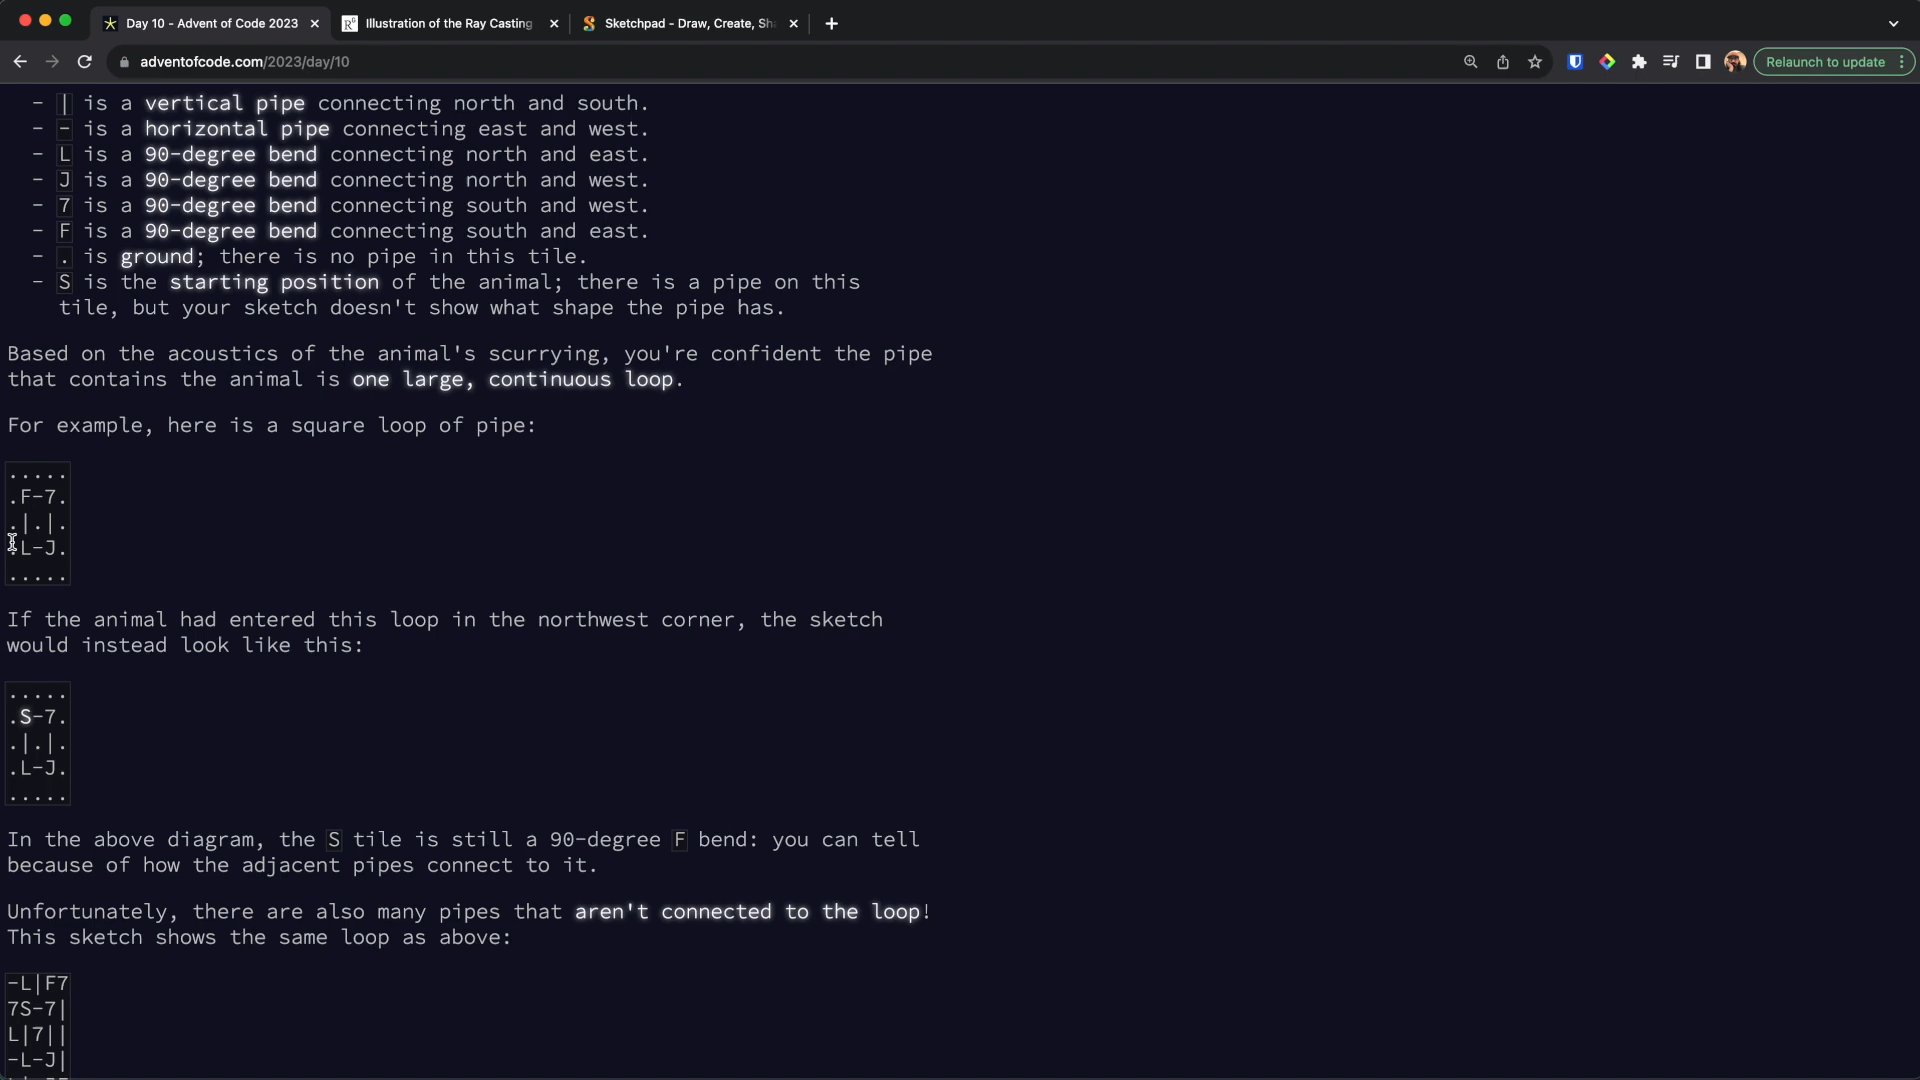 Day 10 - Advent of Code 2023
Illustration of the Ray Casting
Sketchpad - Draw, Create, Sh
adventofcode.com/2023/day/10
Relaunch to update
- | is a vertical pipe connecting north and south.
- - is a horizontal pipe connecting east and west.
- L is a 90-degree bend connecting north and east.
- J is a 90-degree bend connecting north and west.
- 7 is a 90-degree bend connecting south and west.
- F is a 90-degree bend connecting south and east.
- . is ground; there is no pipe in this tile.
- S is the starting position of the animal; there is a pipe on this
tile, but your sketch doesn't show what shape the pipe has.
Based on the acoustics of the animal's scurrying, you're confident the pipe
that contains the animal is one large, continuous loop.
For example, here is a square loop of pipe:
.....
.F-7.
.|.|.
.L-J.
.....
If the animal had entered this loop in the northwest corner, the sketch
would instead look like this:
.....
.S-7.
.|.|.
.L-J.
.....
In the above diagram, the S tile is still a 90-degree F bend: you can tell
because of how the adjacent pipes connect to it.
Unfortunately, there are also many pipes that aren't connected to the loop!
This sketch shows the same loop as above:
-L|F7
7S-7|
L|7||
-L-J|